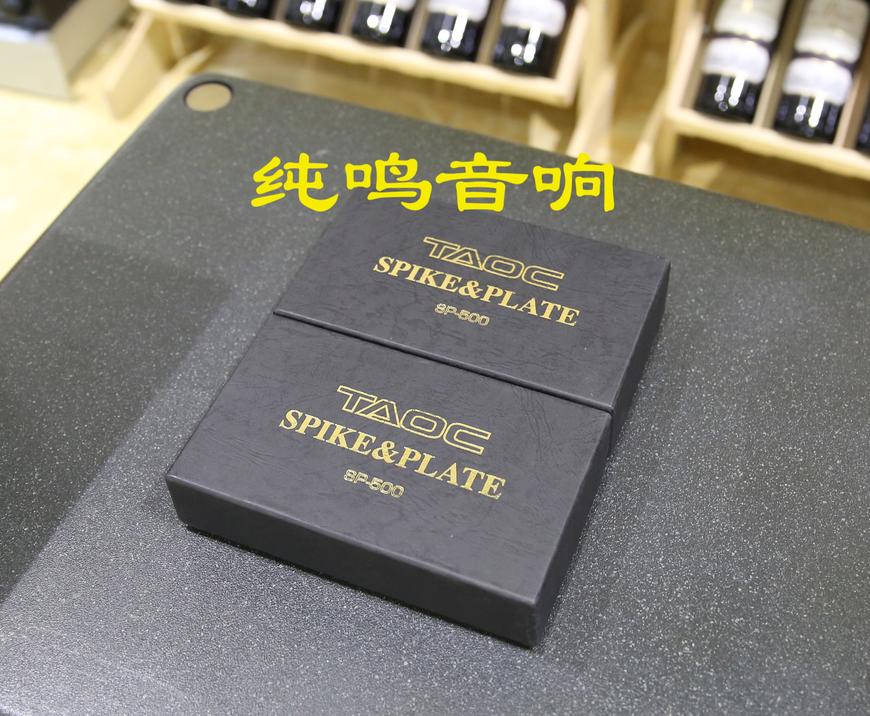 纯鸣音响
TAOC
SPIKE&PLATE
SP-500
TAOC
SPIKE&PLATE
SP-500